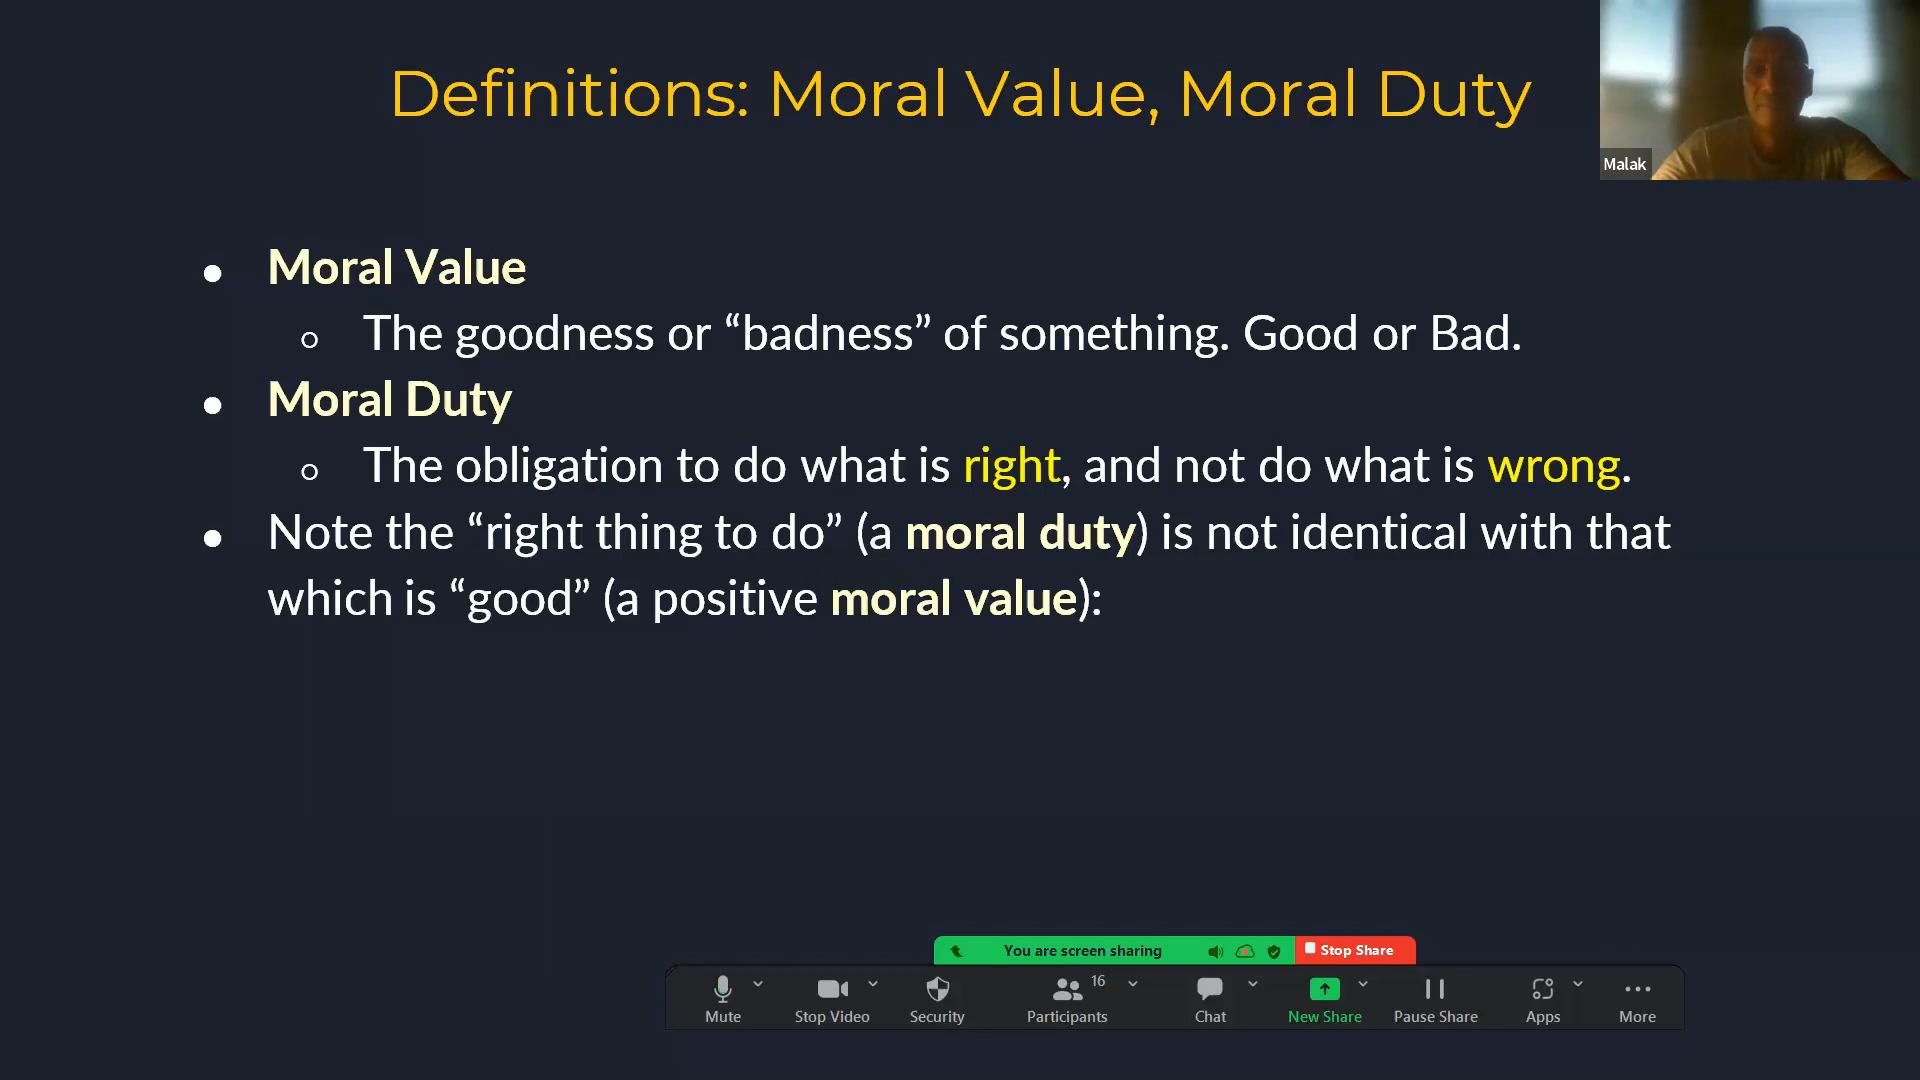 Definitions: Moral Value, Moral Duty
Malak
Moral Value
The goodness or “badness” of something. Good or Bad.
Moral Duty
The obligation to do what is right, and not do what is wrong.
Note the “right thing to do” (a moral duty) is not identical with that
which is “good” (a positive moral value):
You are screen sharing
Stop Share
16
Mute
Stop Video
Security
Participants
Chat
New Share
Pause Share
Apps
More